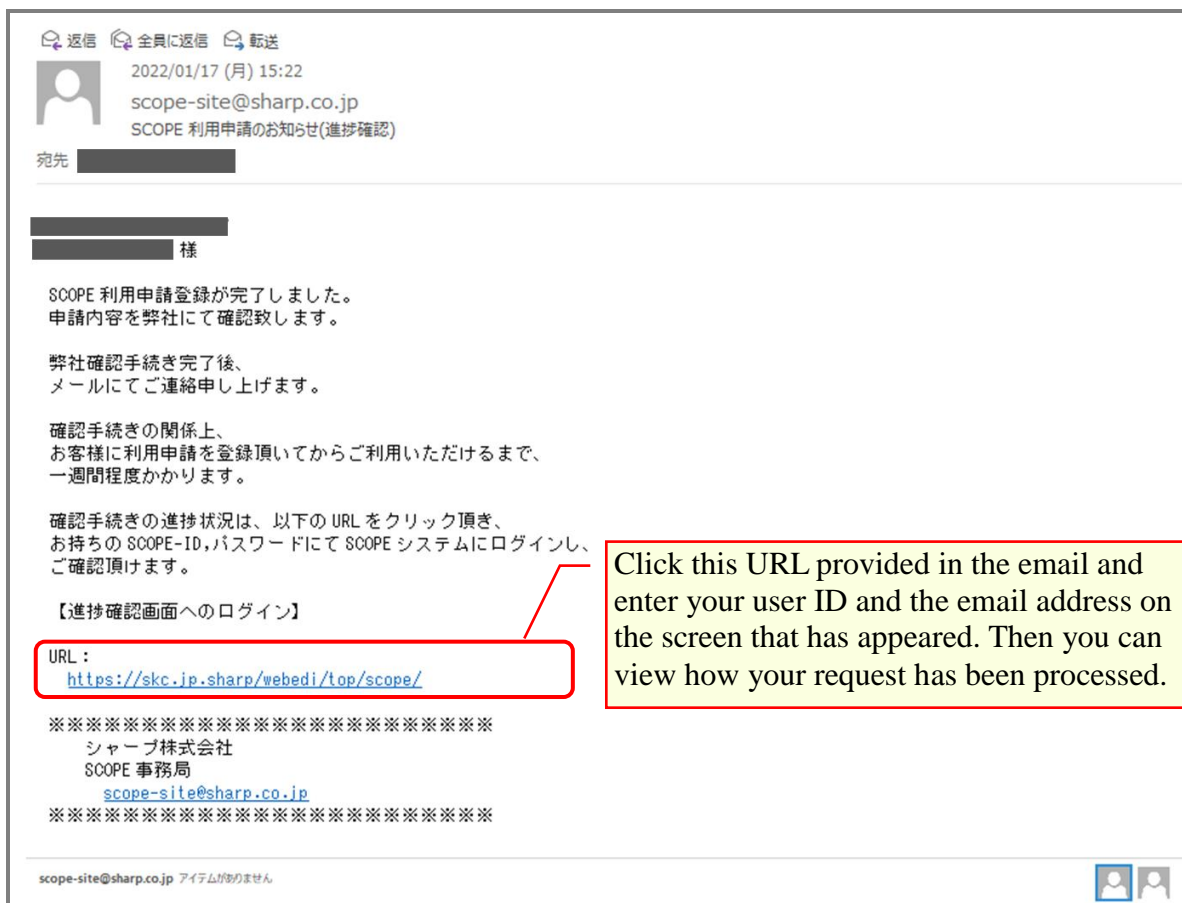 返信 全員に返信 転送
2022/01/17 (月) 15:22
scope-site@sharp.co.jp
SCOPE 利用申請のお知らせ(進捗確認)
宛先
様
SCOPE 利用申請登録が完了しました。
申請内容を弊社にて確認致します。
弊社確認手続き完了後、
メールにてご連絡申し上げます。
確認手続きの関係上、
お客様に利用申請を登録頂いてからご利用いただけるまで、
一週間程度かかります。
確認手続きの進捗状況は、以下の URL をクリック頂き、
お持ちの SCOPE-ID,パスワードにて SCOPE システムにログインし、
ご確認頂けます。
【進捗確認画面へのログイン】
URL：
https://skc.jp.sharp/webedi/top/scope/
Click this URL provided in the email and
enter your user ID and the email address on
the screen that has appeared. Then you can
view how your request has been processed.
※※※※※※※※※※※※※※※※※※※※※※※※
シャープ株式会社
SCOPE 事務局
scope-site@sharp.co.jp
※※※※※※※※※※※※※※※※※※※※※※※※
scope-site@sharp.co.jp アイテムがありません